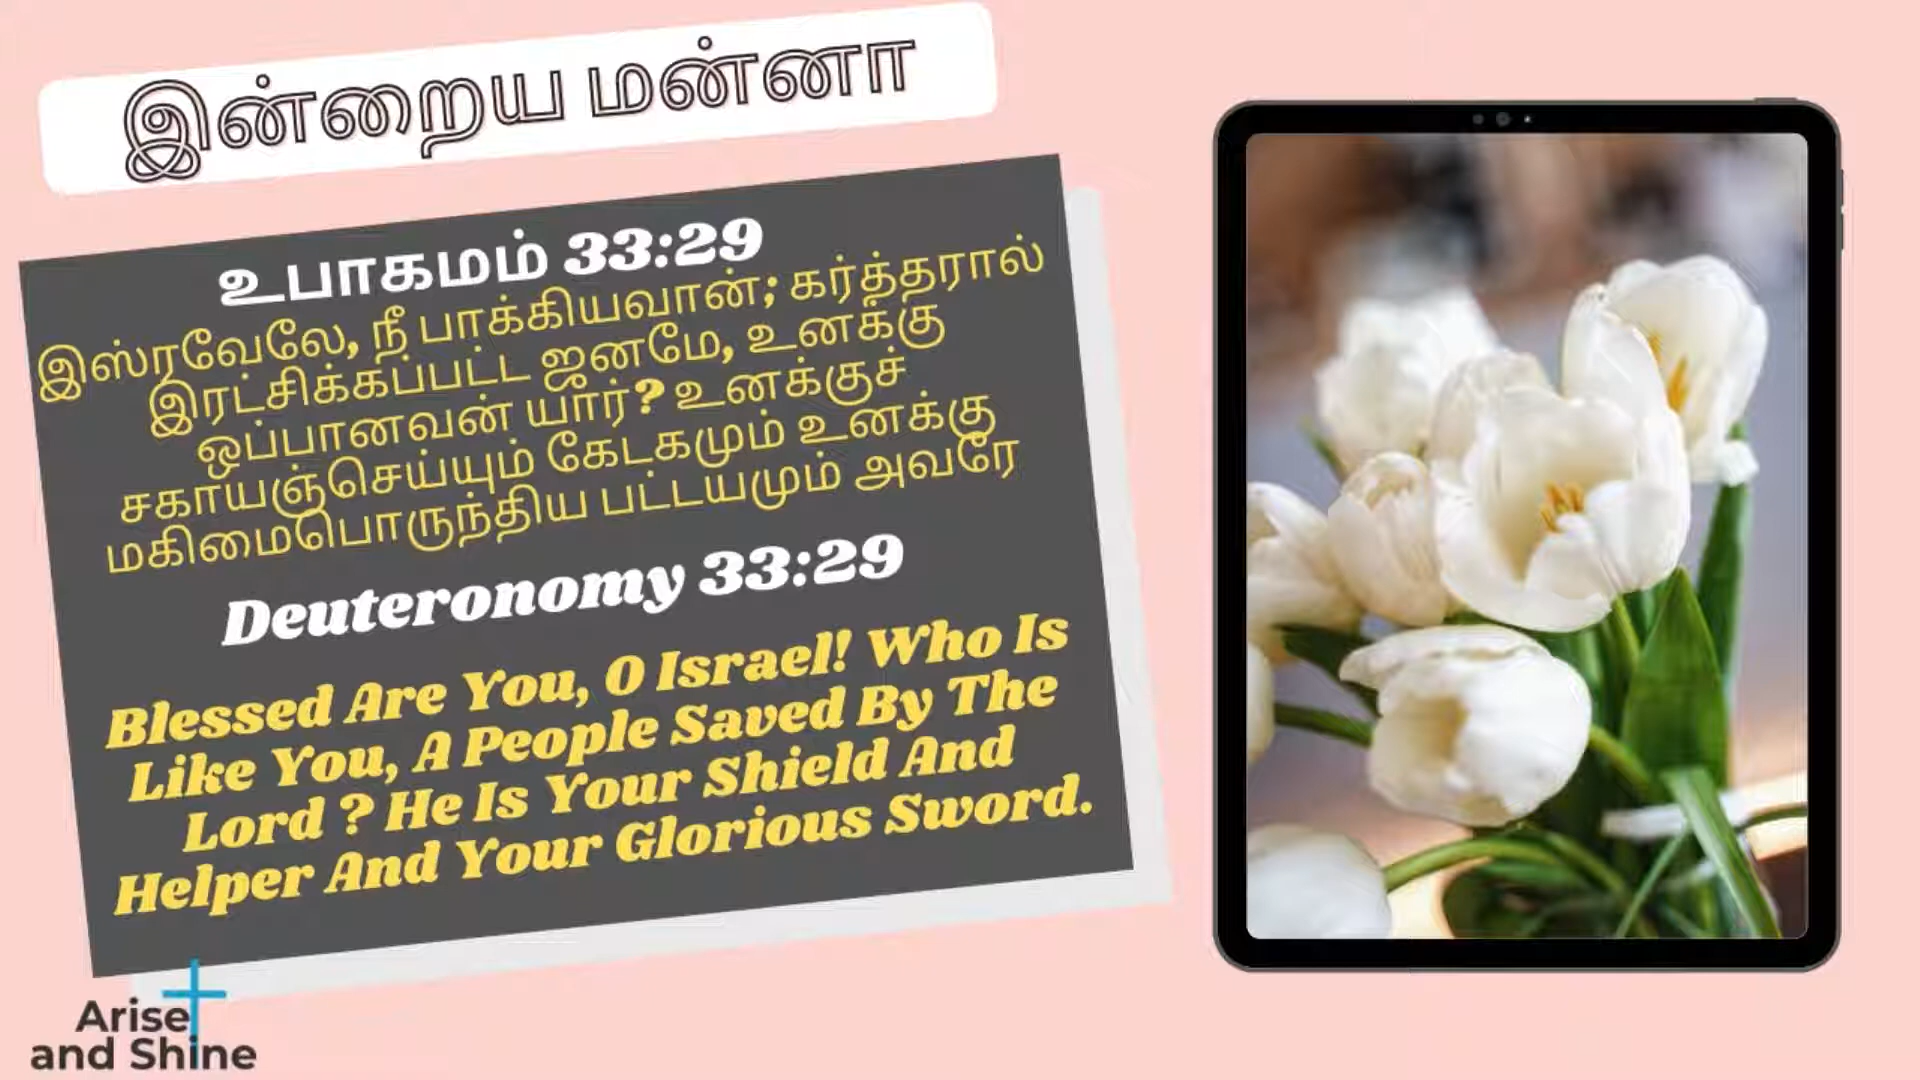 இன்றைய மன்னா
உபாகமம் 33:29
இஸ்ரவேலே, நீ பாக்கியவான்; கர்த்தரால்
இரட்சிக்கப்பட்ட ஜனமே, உனக்கு
ஒப்பானவன் யார்? உனக்குச்
சகாயஞ்செய்யும் கேடகமும் உனக்கு
மகிமைபொருந்திய பட்டயமும் அவரே
Deuteronomy 33:29
Blessed Are You, O Israel! Who Is
Like You, A People Saved By The
Lord ? He Is Your Shield And
Helper And Your Glorious Sword.
Arise
and Shine